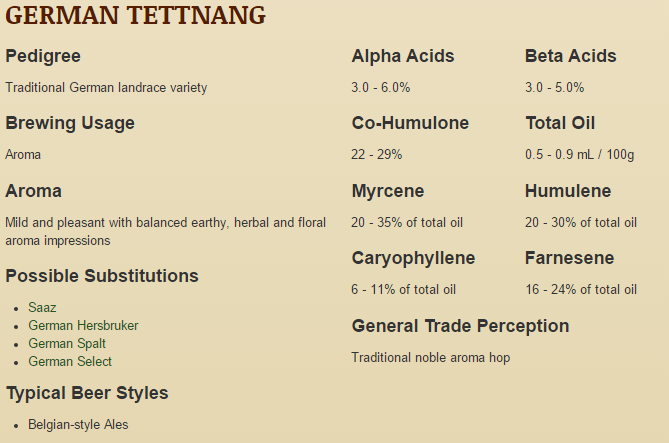 GERMAN TETTNANG
Pedigree
Traditional German landrace variety
Brewing Usage
Aroma
Aroma
Mild and pleasant with balanced earthy, herbal and floral
aroma impressions
Possible Substitutions
Saaz
German Hersbruker
German Spalt
German Select
Typical Beer Styles
Belgian-style Ales
Alpha Acids
3.0 - 6.0%
Beta Acids
3.0 - 5.0%
Co-Humulone
22 - 29%
Total Oil
0.5 - 0.9 mL / 100g
Myrcene
20 - 35% of total oil
Humulene
20 - 30% of total oil
Caryophyllene
6 - 11% of total oil
Farnesene
16 - 24% of total oil
General Trade Perception
Traditional noble aroma hop